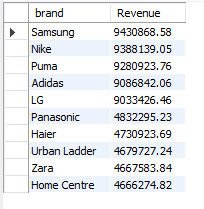 brand Revenue
Samsung 9430868.58
Nike 9388139.05
Puma 9280923.76
Adidas 9086842.06
LG 9033426.46
Panasonic 4832295.23
Haier 4730923.69
Urban Ladder 4679727.24
Zara 4667583.84
Home Centre 4666274.82